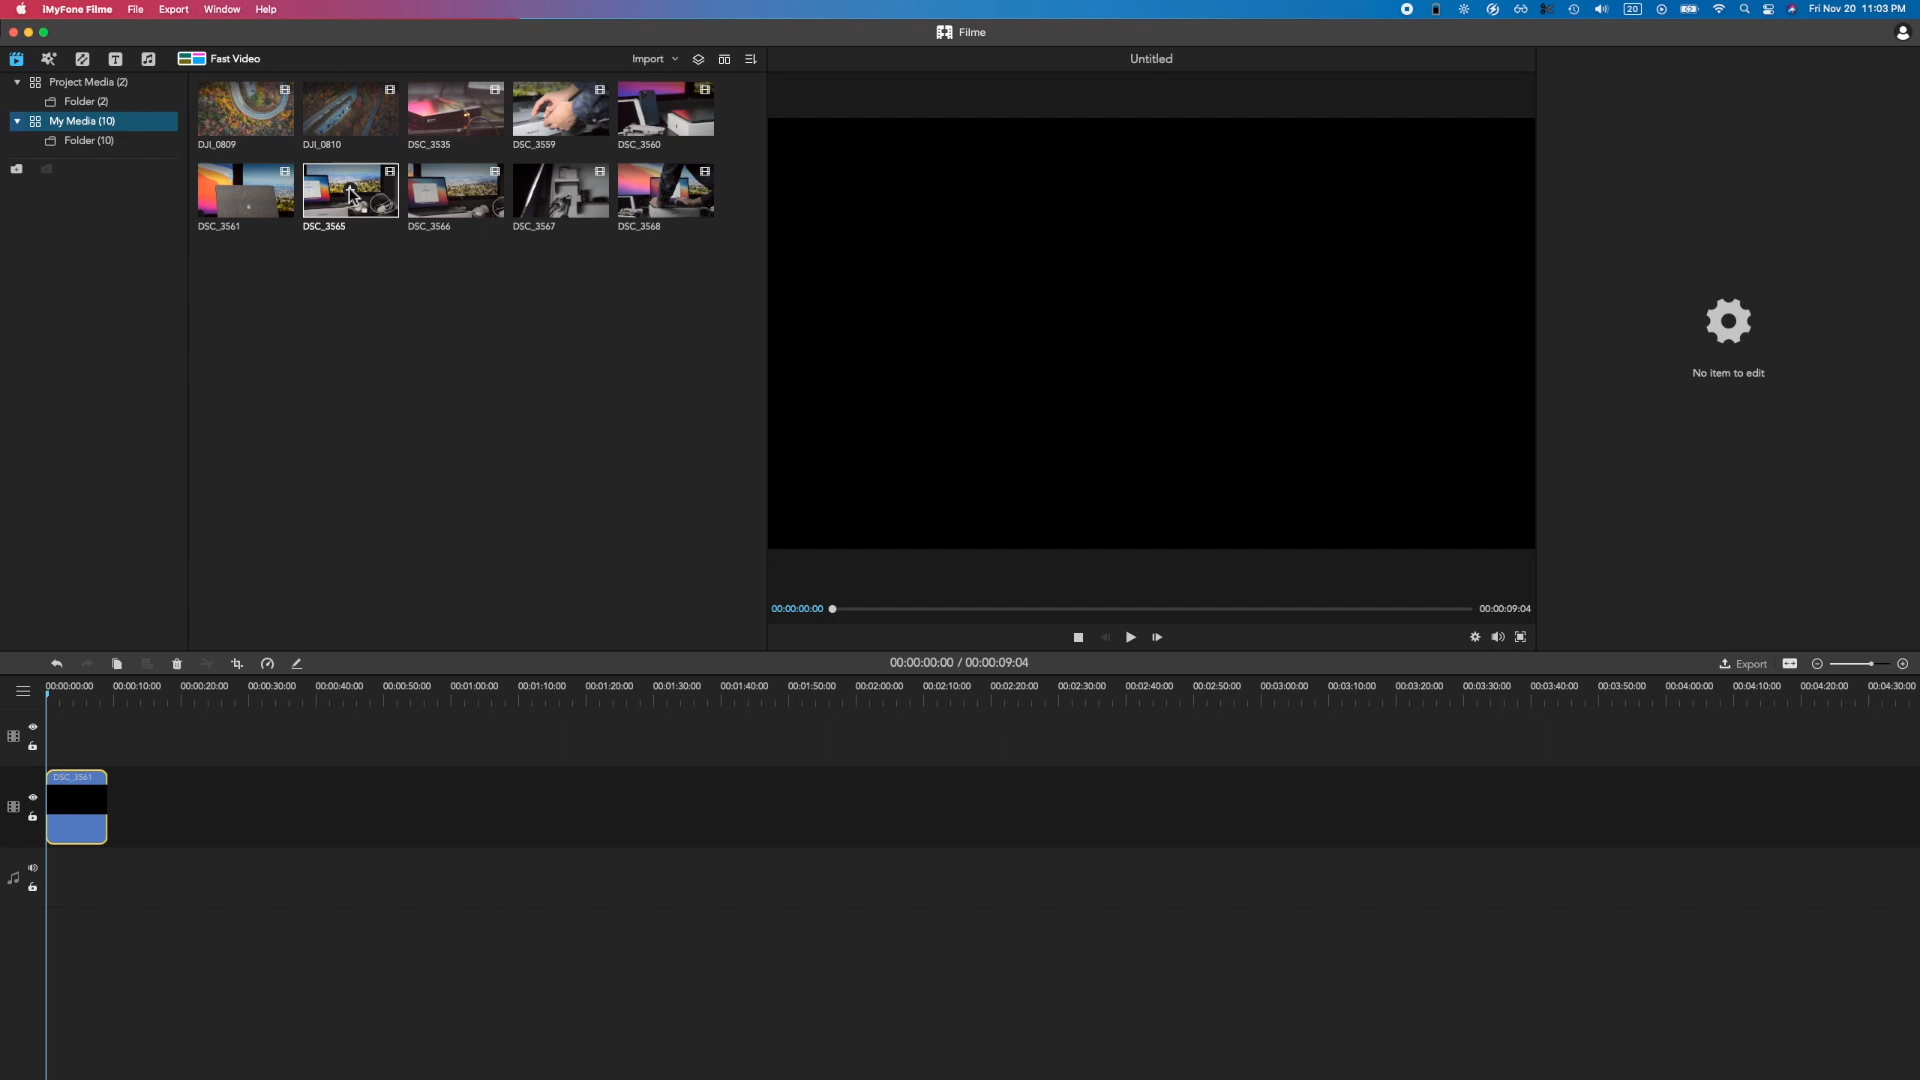 iMyFone Filme File Export Window Help 20 Fri Nov 20 11:03 PM
Filme
Fast Video Import Untitled
Project Media (2)
Folder (2)
My Media (10)
Folder (10)
DJI_0809 DJI_0810 DSC_3535 DSC_3559 DSC_3560
DSC_3561 DSC_3565 DSC_3566 DSC_3567 DSC_3568
No item to edit
00:00:00:00 00:00:09:04
00:00:00:00 / 00:00:09:04 Export
00:00:00:00 00:00:10:00 00:00:20:00 00:00:30:00 00:00:40:00 00:00:50:00 00:01:00:00 00:01:10:00 00:01:20:00 00:01:30:00 00:01:40:00 00:01:50:00 00:02:00:00 00:02:10:00 00:02:20:00 00:02:30:00 00:02:40:00 00:02:50:00 00:03:00:00 00:03:10:00 00:03:20:00 00:03:30:00 00:03:40:00 00:03:50:00 00:04:00:00 00:04:10:00 00:04:20:00 00:04:30:00
DSC_3561